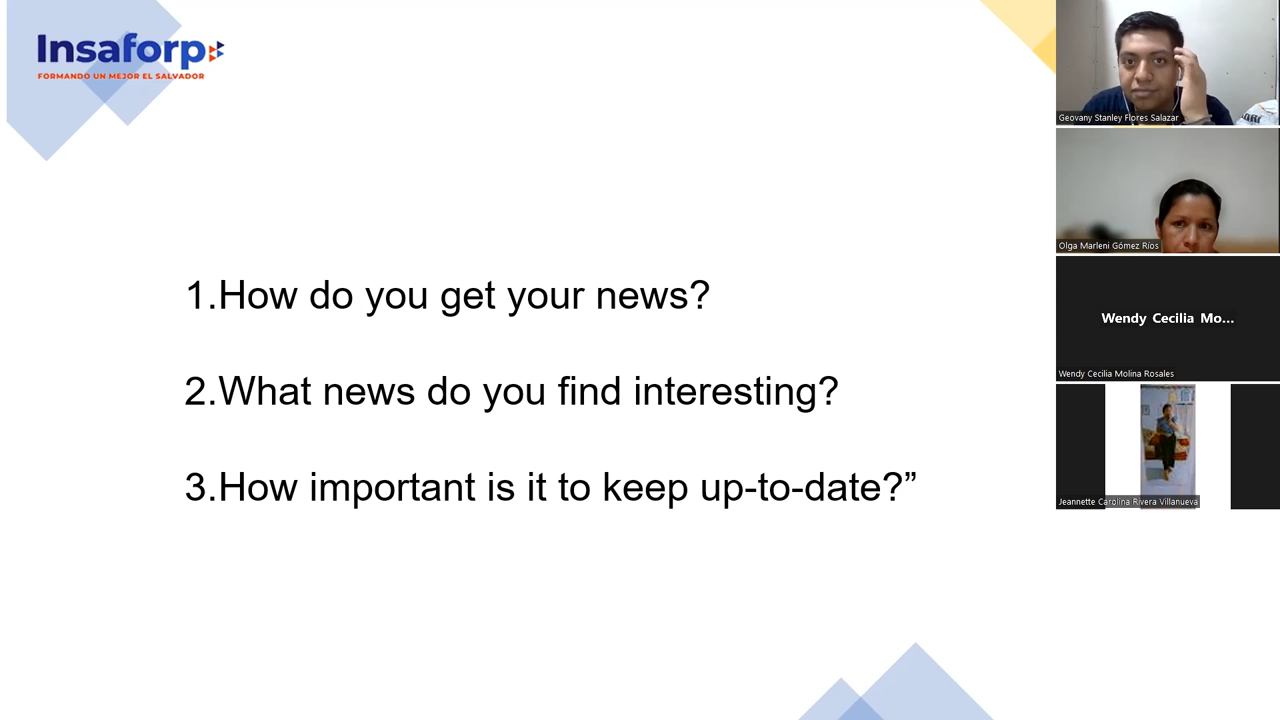 Insaforp
FORMANDO UN MEJOR EL SALVADOR
1.How do you get your news?
2.What news do you find interesting?
3.How important is it to keep up-to-date?”
Geovany Stanley Flores Salazar
Olga Marleni Gómez Ríos
Wendy Cecilia Mo...
Wendy Cecilia Molina Rosales
Jeannette Carolina Rivera Villanueva